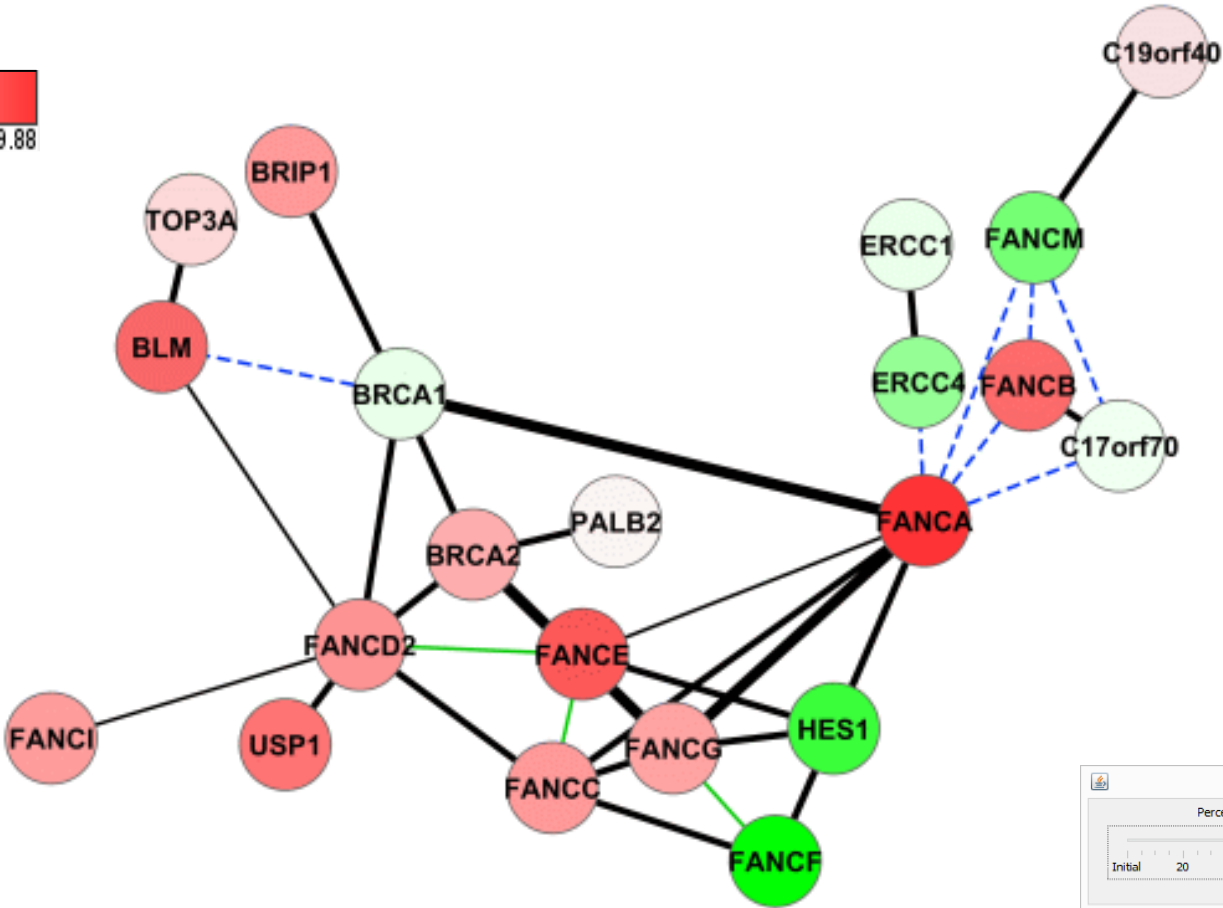 C19orf40
9.88
BRIP1
TOP3A
ERCC1
FANCM
BLM
BRCA1
ERCC4
FANCB
C17orf70
PALB2
FANCA
BRCA2
FANCD2
FANCE
FANCI
USP1
FANCG
HES1
FANCC
FANCF
Initial 20